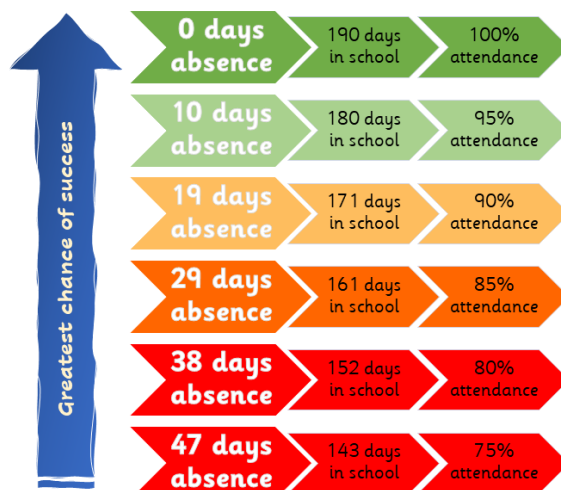 Greatest chance of success
0 days
absence
190 days
in school
100%
attendance
10 days
absence
180 days
in school
95%
attendance
19 days
absence
171 days
in school
90%
attendance
29 days
absence
161 days
in school
85%
attendance
38 days
absence
152 days
in school
80%
attendance
47 days
absence
143 days
in school
75%
attendance